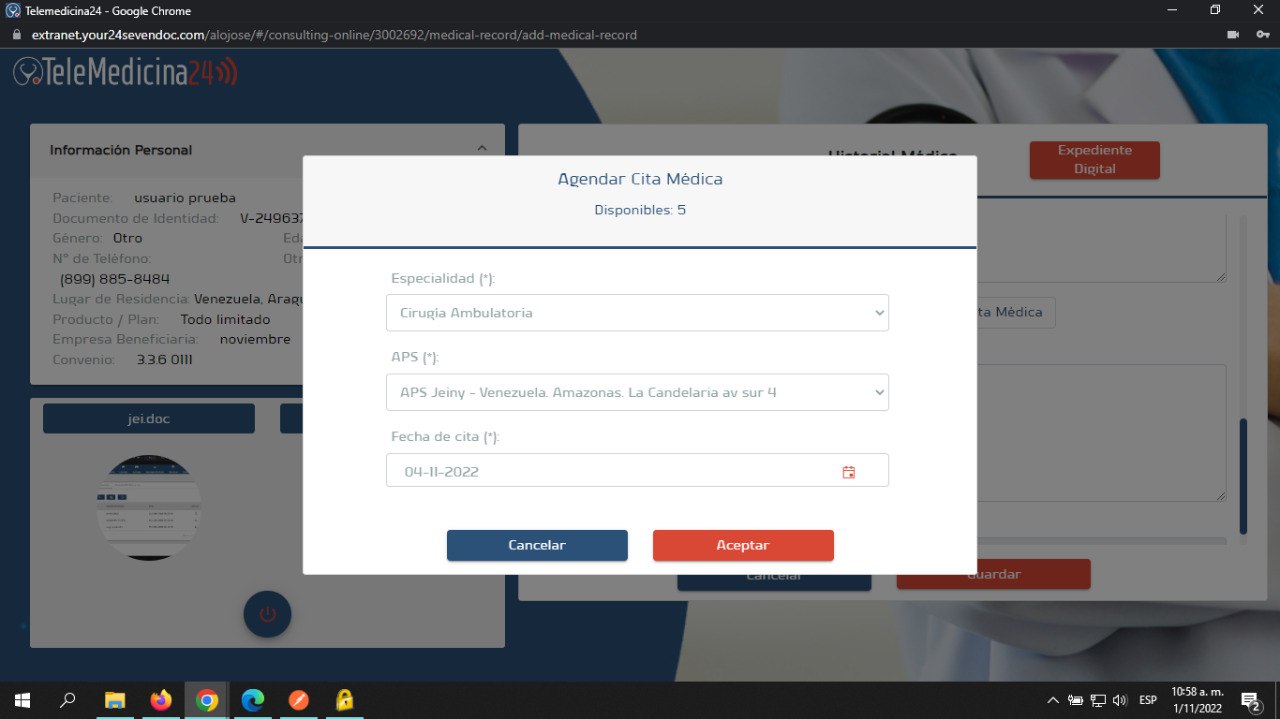 Telemedicina24 - Google Chrome
extranet.your24sevendoc.com/alojose/#/consulting-online/3002692/medical-record/add-medical-record
TeleMedicina24
Información Personal
Paciente: usuario prueba
Documento de Identidad: V-249637
Género: Otro
N° de Teléfono:
(899) 885-8484
Lugar de Residencia: Venezuela, Aragu
Producto / Plan: Todo limitado
Empresa Beneficiaria: noviembre
Convenio: 3.3.6 0111
jei.doc
Historial Médico
Expediente
Digital
Agendar Cita Médica
Disponibles: 5
Especialidad (*):
Cirugía Ambulatoria
APS (*):
APS Jeiny - Venezuela. Amazonas. La Candelaria av sur 4
Fecha de cita (*):
04-11-2022
Cancelar
Aceptar
ta Médica
Cancelar
Guardar
ESP
10:58 a. m.
1/11/2022
2